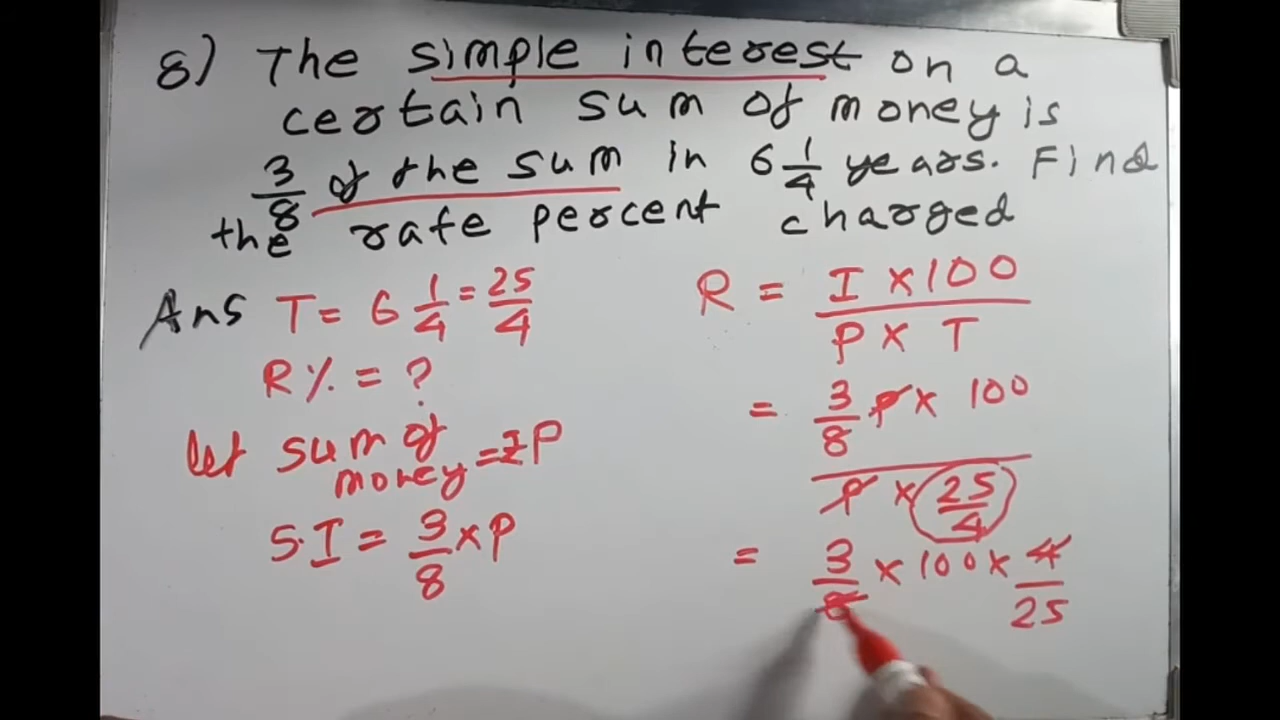 8) The simple interest on a
certain sum of money is
3/8 of the sum in 6 1/4 years. Find
the rate percent charged
Ans T = 6 1/4 = 25/4
R% = ?
let sum of
money = ₹P
S.I = 3/8 × P
R = I × 100 / P × T
= 3/8 P × 100 / P × 25/4
= 3/8 × 100 × 4/25